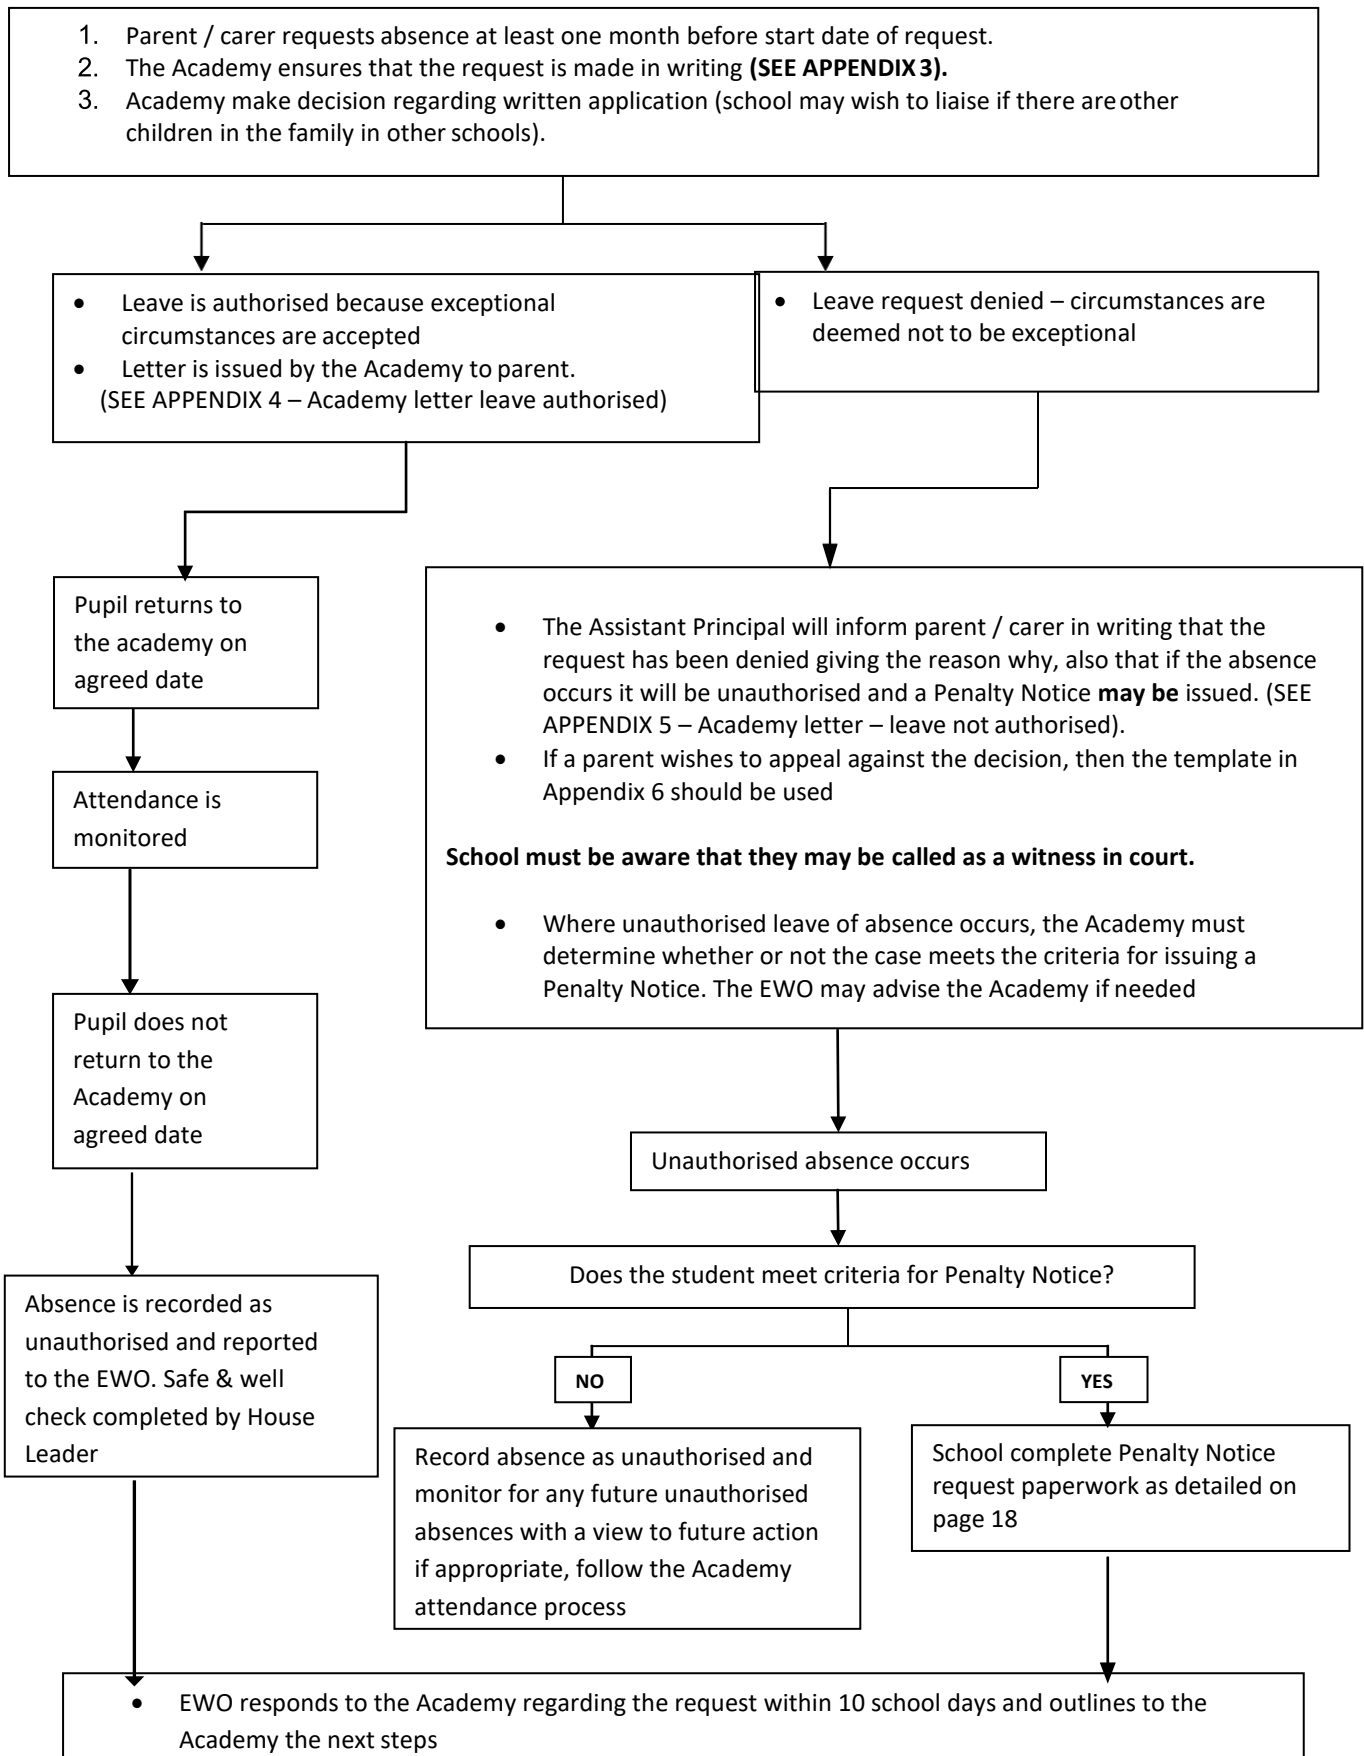 1. Parent / carer requests absence at least one month before start date of request.
2. The Academy ensures that the request is made in writing (SEE APPENDIX 3).
3. Academy make decision regarding written application (school may wish to liaise if there are other
children in the family in other schools).
• Leave is authorised because exceptional
circumstances are accepted
• Letter is issued by the Academy to parent.
(SEE APPENDIX 4 – Academy letter leave authorised)
• Leave request denied – circumstances are
deemed not to be exceptional
Pupil returns to
the academy on
agreed date
Attendance is
monitored
Pupil does not
return to the
Academy on
agreed date
Absence is recorded as
unauthorised and reported
to the EWO. Safe & well
check completed by House
Leader
• The Assistant Principal will inform parent / carer in writing that the
request has been denied giving the reason why, also that if the absence
occurs it will be unauthorised and a Penalty Notice may be issued. (SEE
APPENDIX 5 – Academy letter – leave not authorised).
• If a parent wishes to appeal against the decision, then the template in
Appendix 6 should be used
School must be aware that they may be called as a witness in court.
• Where unauthorised leave of absence occurs, the Academy must
determine whether or not the case meets the criteria for issuing a
Penalty Notice. The EWO may advise the Academy if needed
Unauthorised absence occurs
Does the student meet criteria for Penalty Notice?
NO
YES
Record absence as unauthorised and
monitor for any future unauthorised
absences with a view to future action
if appropriate, follow the Academy
attendance process
School complete Penalty Notice
request paperwork as detailed on
page 18
• EWO responds to the Academy regarding the request within 10 school days and outlines to the
Academy the next steps